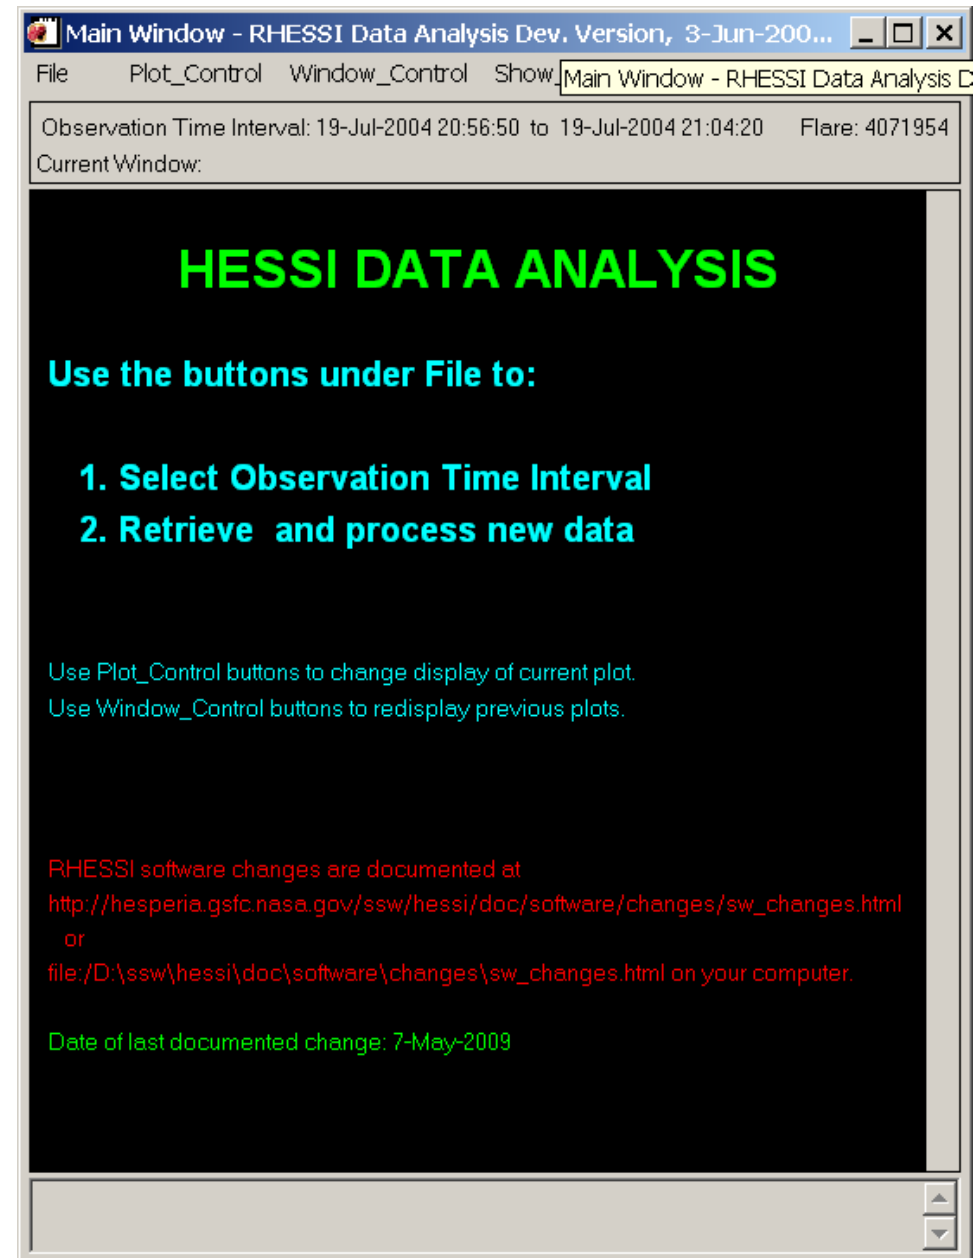 Main Window - RHESSI Data Analysis Dev. Version, 3-Jun-200...
File Plot_Control Window_Control Show_
Main Window - RHESSI Data Analysis D
Observation Time Interval: 19-Jul-2004 20:56:50 to 19-Jul-2004 21:04:20 Flare: 4071954
Current Window:
HESSI DATA ANALYSIS
Use the buttons under File to:
1. Select Observation Time Interval
2. Retrieve and process new data
Use Plot_Control buttons to change display of current plot.
Use Window_Control buttons to redisplay previous plots.
RHESSI software changes are documented at
http://hesperia.gsfc.nasa.gov/ssw/hessi/doc/software/changes/sw_changes.html
or
file:/D:\ssw\hessi\doc\software\changes\sw_changes.html on your computer.
Date of last documented change: 7-May-2009